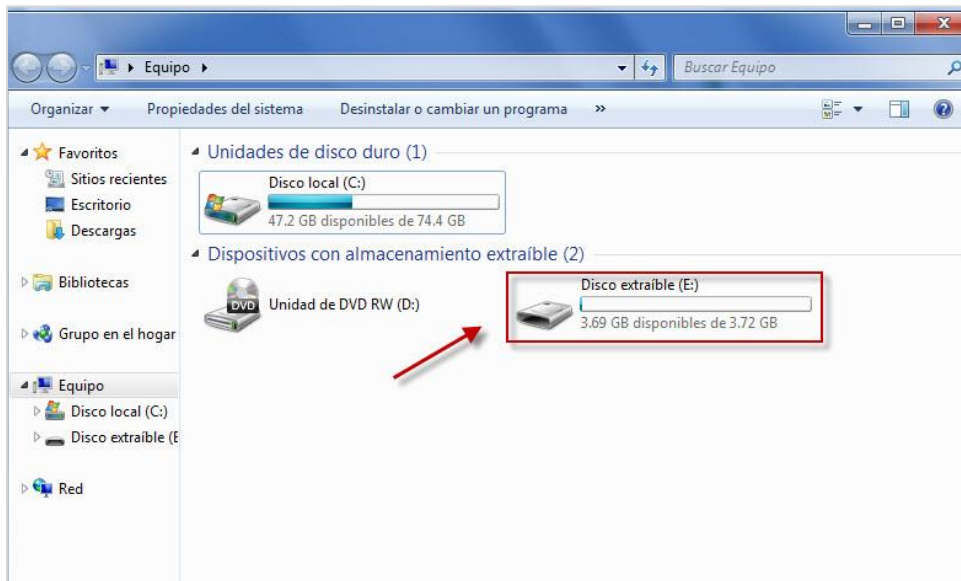 Equipo
Buscar Equipo
Organizar
Propiedades del sistema
Desinstalar o cambiar un programa
»
Favoritos
Sitios recientes
Escritorio
Descargas
Bibliotecas
Grupo en el hogar
Equipo
Disco local (C:)
Disco extraíble (E
Red
Unidades de disco duro (1)
Disco local (C:)
47.2 GB disponibles de 74.4 GB
Dispositivos con almacenamiento extraíble (2)
DVD
Unidad de DVD RW (D:)
Disco extraíble (E:)
3.69 GB disponibles de 3.72 GB